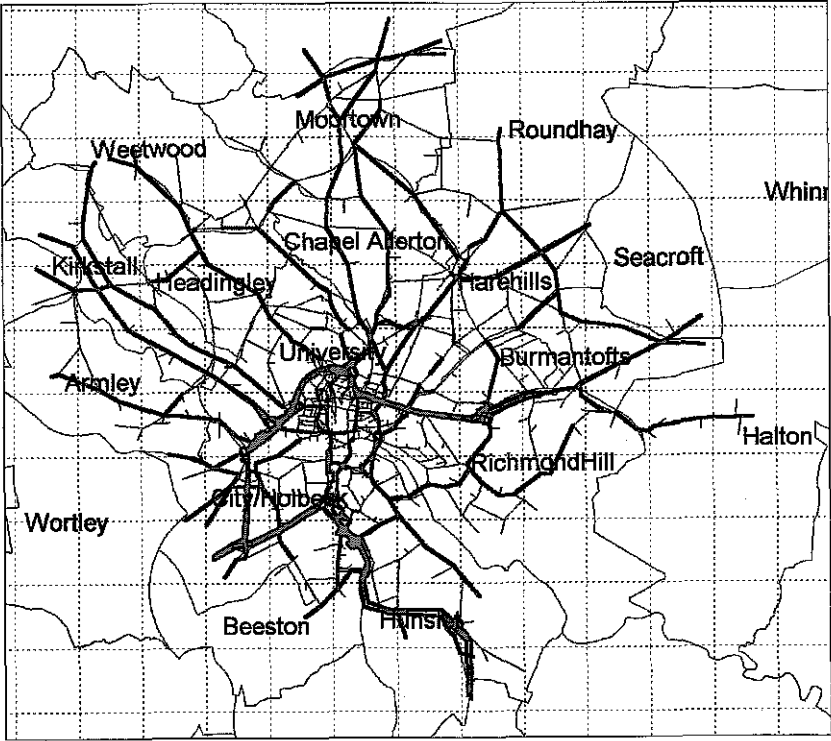 Moortown
Roundhay
Weetwood
Whinn
Chapel Allerton
Seacroft
Kirkstall
Headingley
Harehills
University
Burmantofts
Armley
Halton
RichmondHill
City/Holbeck
Wortley
Beeston
Hunslet